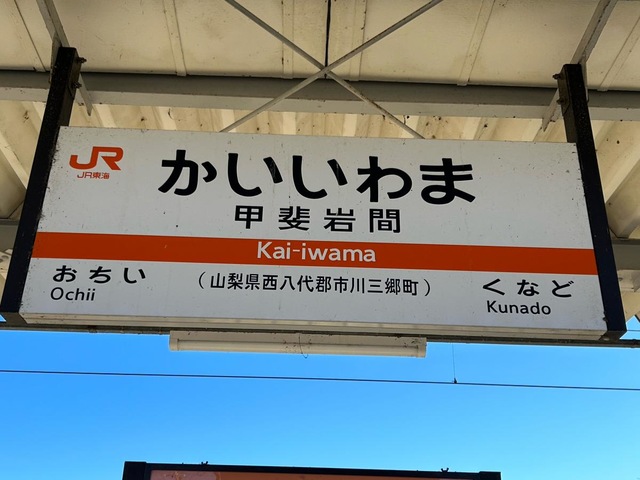 JR
JR東海
かいいわま
甲斐岩間
Kai-iwama
おちい
Ochii
(山梨県西八代郡市川三郷町)
くなど
Kunado